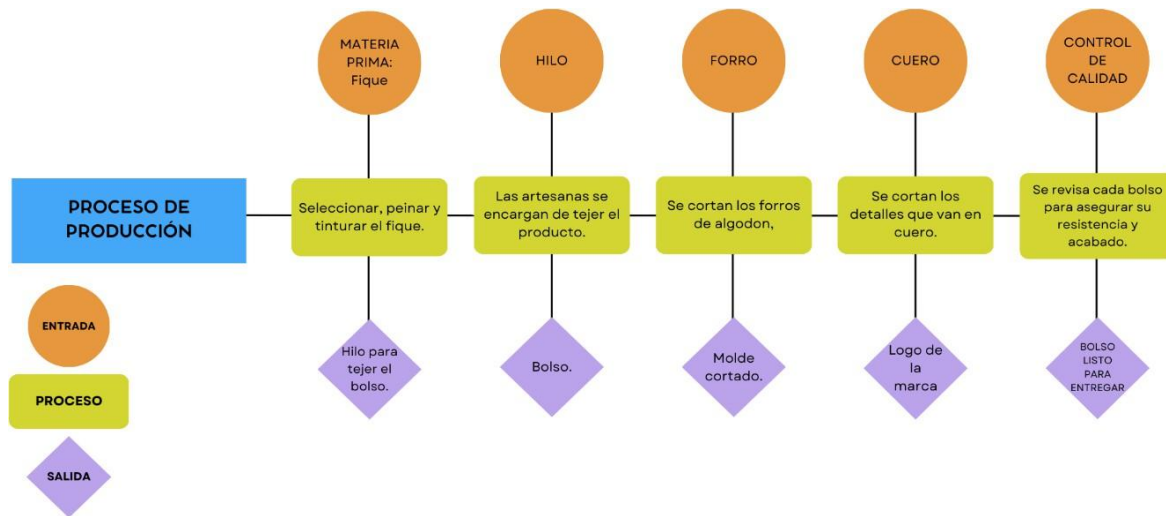 MATERIA
PRIMA:
Fique
HILO
FORRO
CUERO
CONTROL
DE
CALIDAD
PROCESO DE
PRODUCCIÓN
Seleccionar, peinar y
tinturar el fique.
Las artesanas se
encargan de tejer el
producto.
Se cortan los forros
de algodon,
Se cortan los
detalles que van en
cuero.
Se revisa cada bolso
para asegurar su
resistencia y
acabado.
ENTRADA
PROCESO
SALIDA
Hilo para
tejer el
bolso.
Bolso.
Molde
cortado.
Logo de
la
marca
BOLSO
LISTO
PARA
ENTREGAR